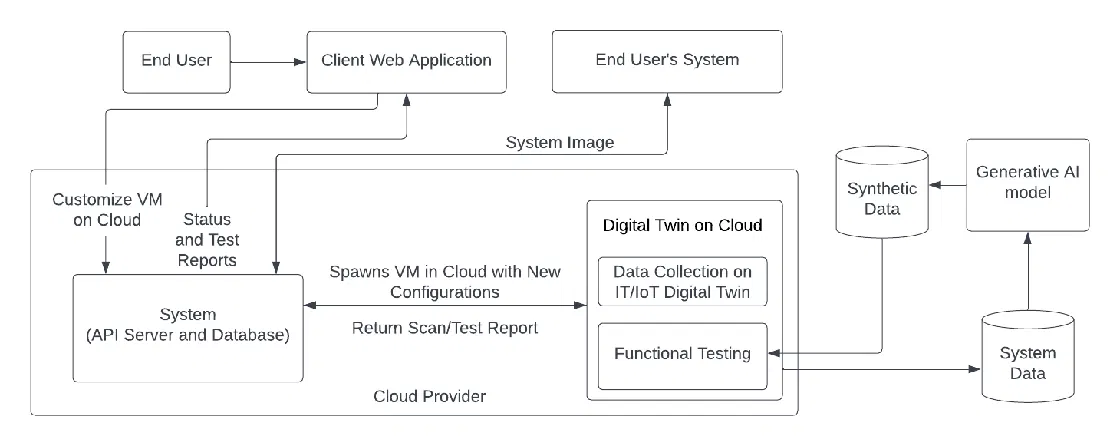 End User
Client Web Application
End User's System
System Image
Customize VM
on Cloud
Status
and Test
Reports
Synthetic
Data
Generative AI
model
Digital Twin on Cloud
Data Collection on
IT/IoT Digital Twin
Functional Testing
Spawns VM in Cloud with New
Configurations
Return Scan/Test Report
System
(API Server and Database)
System
Data
Cloud Provider